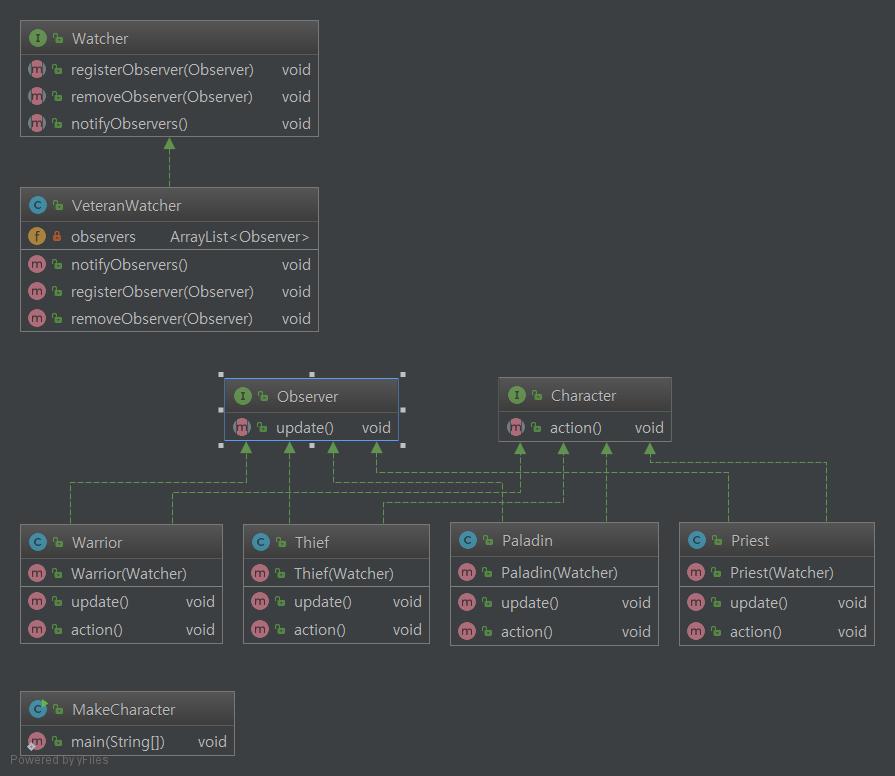 Watcher
registerObserver(Observer) void
removeObserver(Observer) void
notifyObservers() void
VeteranWatcher
observers ArrayList<Observer>
notifyObservers() void
registerObserver(Observer) void
removeObserver(Observer) void
Observer
update() void
Character
action() void
Warrior
Warrior(Watcher)
update() void
action() void
Thief
Thief(Watcher)
update() void
action() void
Paladin
Paladin(Watcher)
update() void
action() void
Priest
Priest(Watcher)
update() void
action() void
MakeCharacter
main(String[]) void
Powered by yFiles